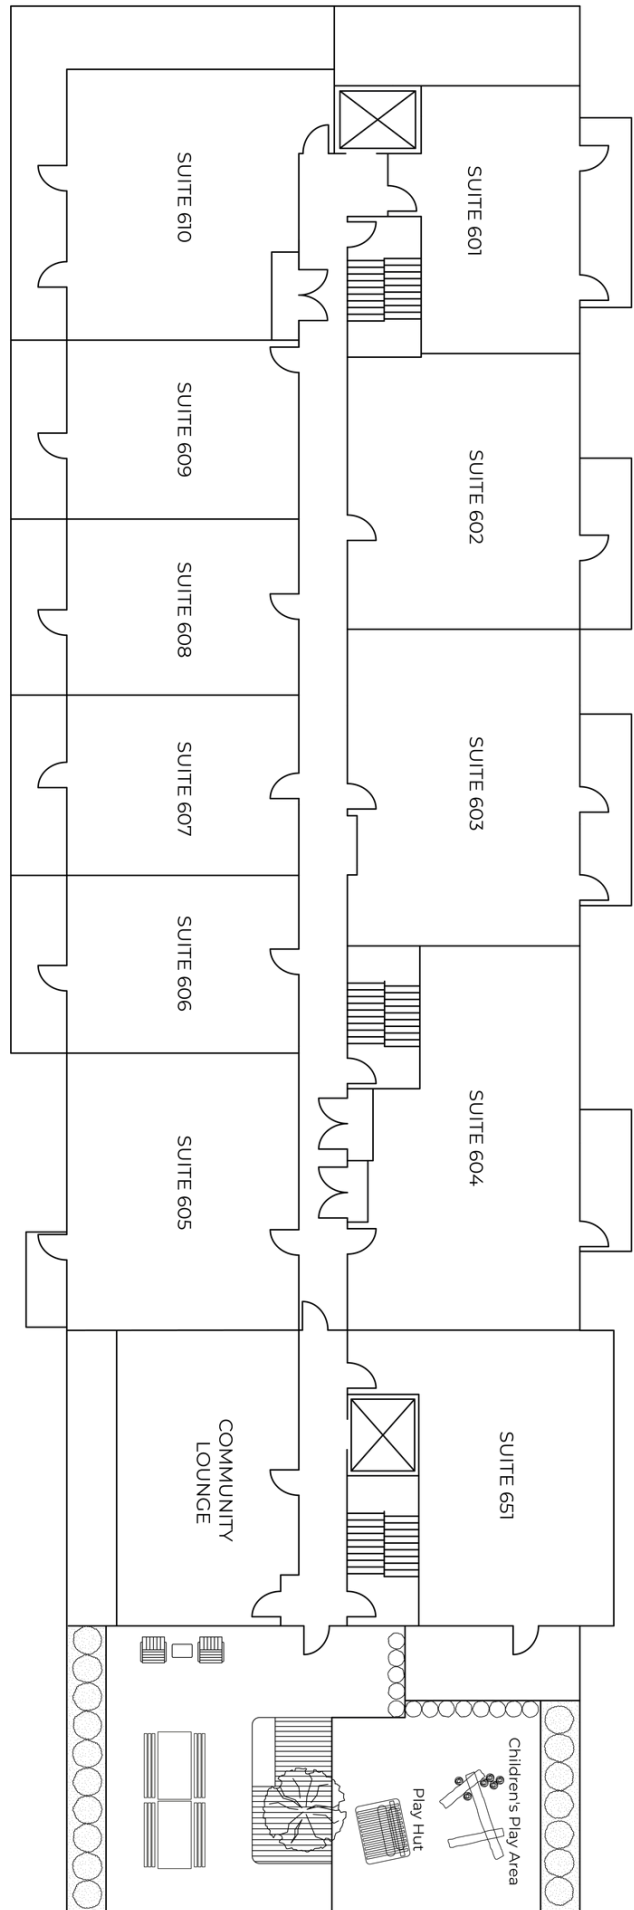 SUITE 610
SUITE 601
SUITE 609
SUITE 602
SUITE 608
SUITE 607
SUITE 603
SUITE 606
SUITE 604
SUITE 605
COMMUNITY
LOUNGE
SUITE 651
Children's Play Area
Play Hut